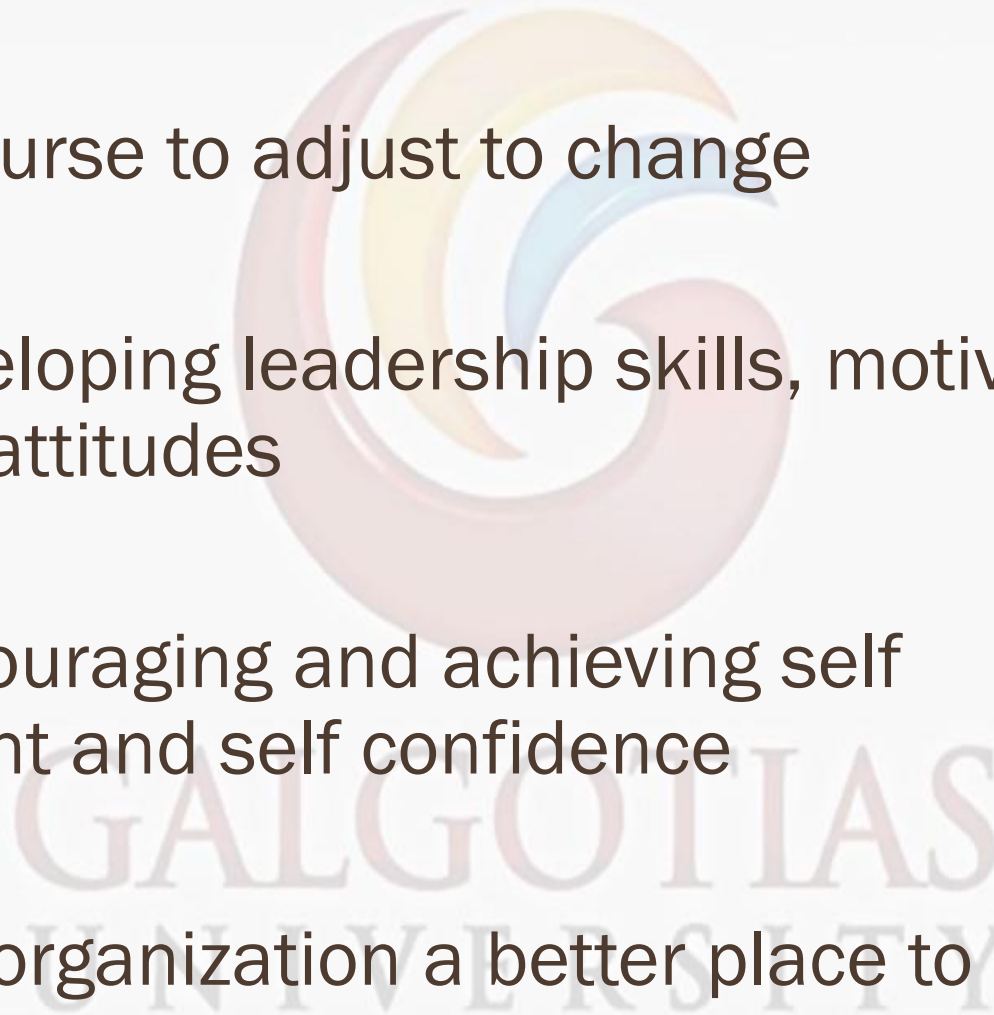 urse to adjust to change
eloping leadership skills, motiv
attitudes
ouraging and achieving self
nt and self confidence
GALGOTIAS
organization a better place to
UNIVERSITY